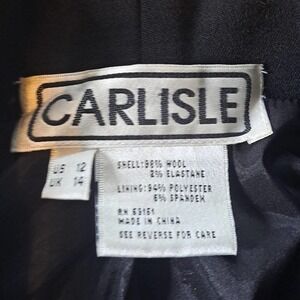 CARLISLE
US 12
UK 14
SHELL: 98% WOOL
2% ELASTANE
LINING: 94% POLYESTER
6% SPANDEX
RN 59151
MADE IN CHINA
SEE REVERSE FOR CARE